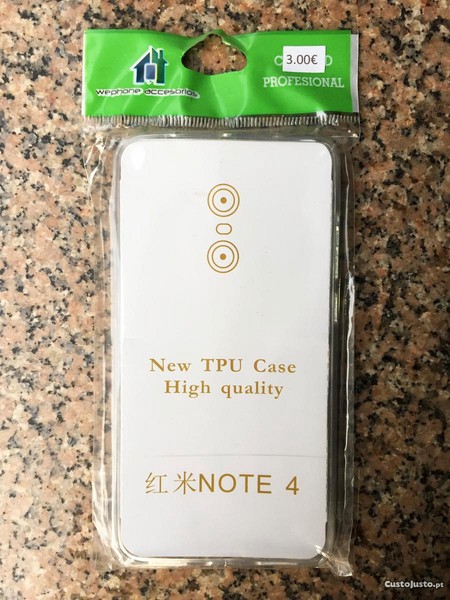 wephone accesorios
3.00€
PROFESIONAL
New TPU Case
High quality
红米NOTE 4
CustoJusto.pt